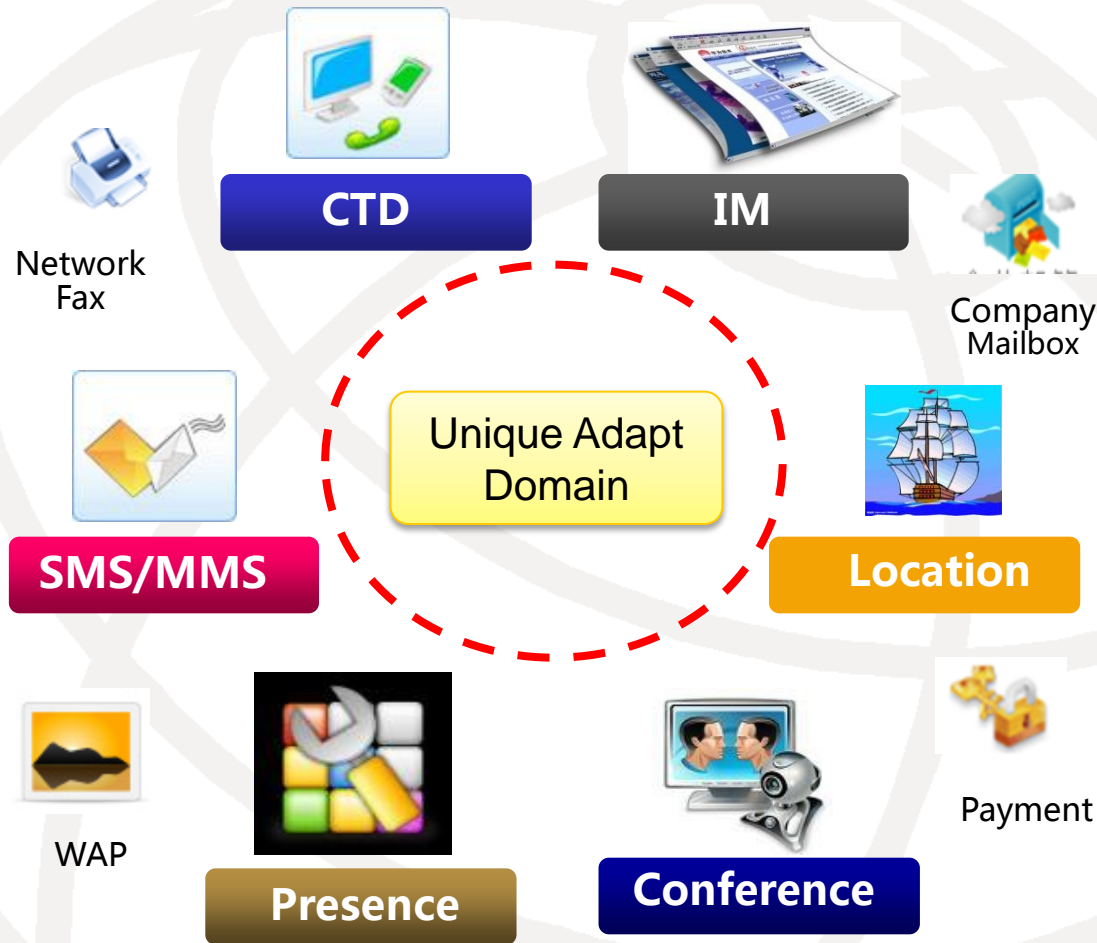 CTD
IM
Network
Fax
Company
Mailbox
Unique Adapt
Domain
SMS/MMS
Location
WAP
Payment
Presence
Conference